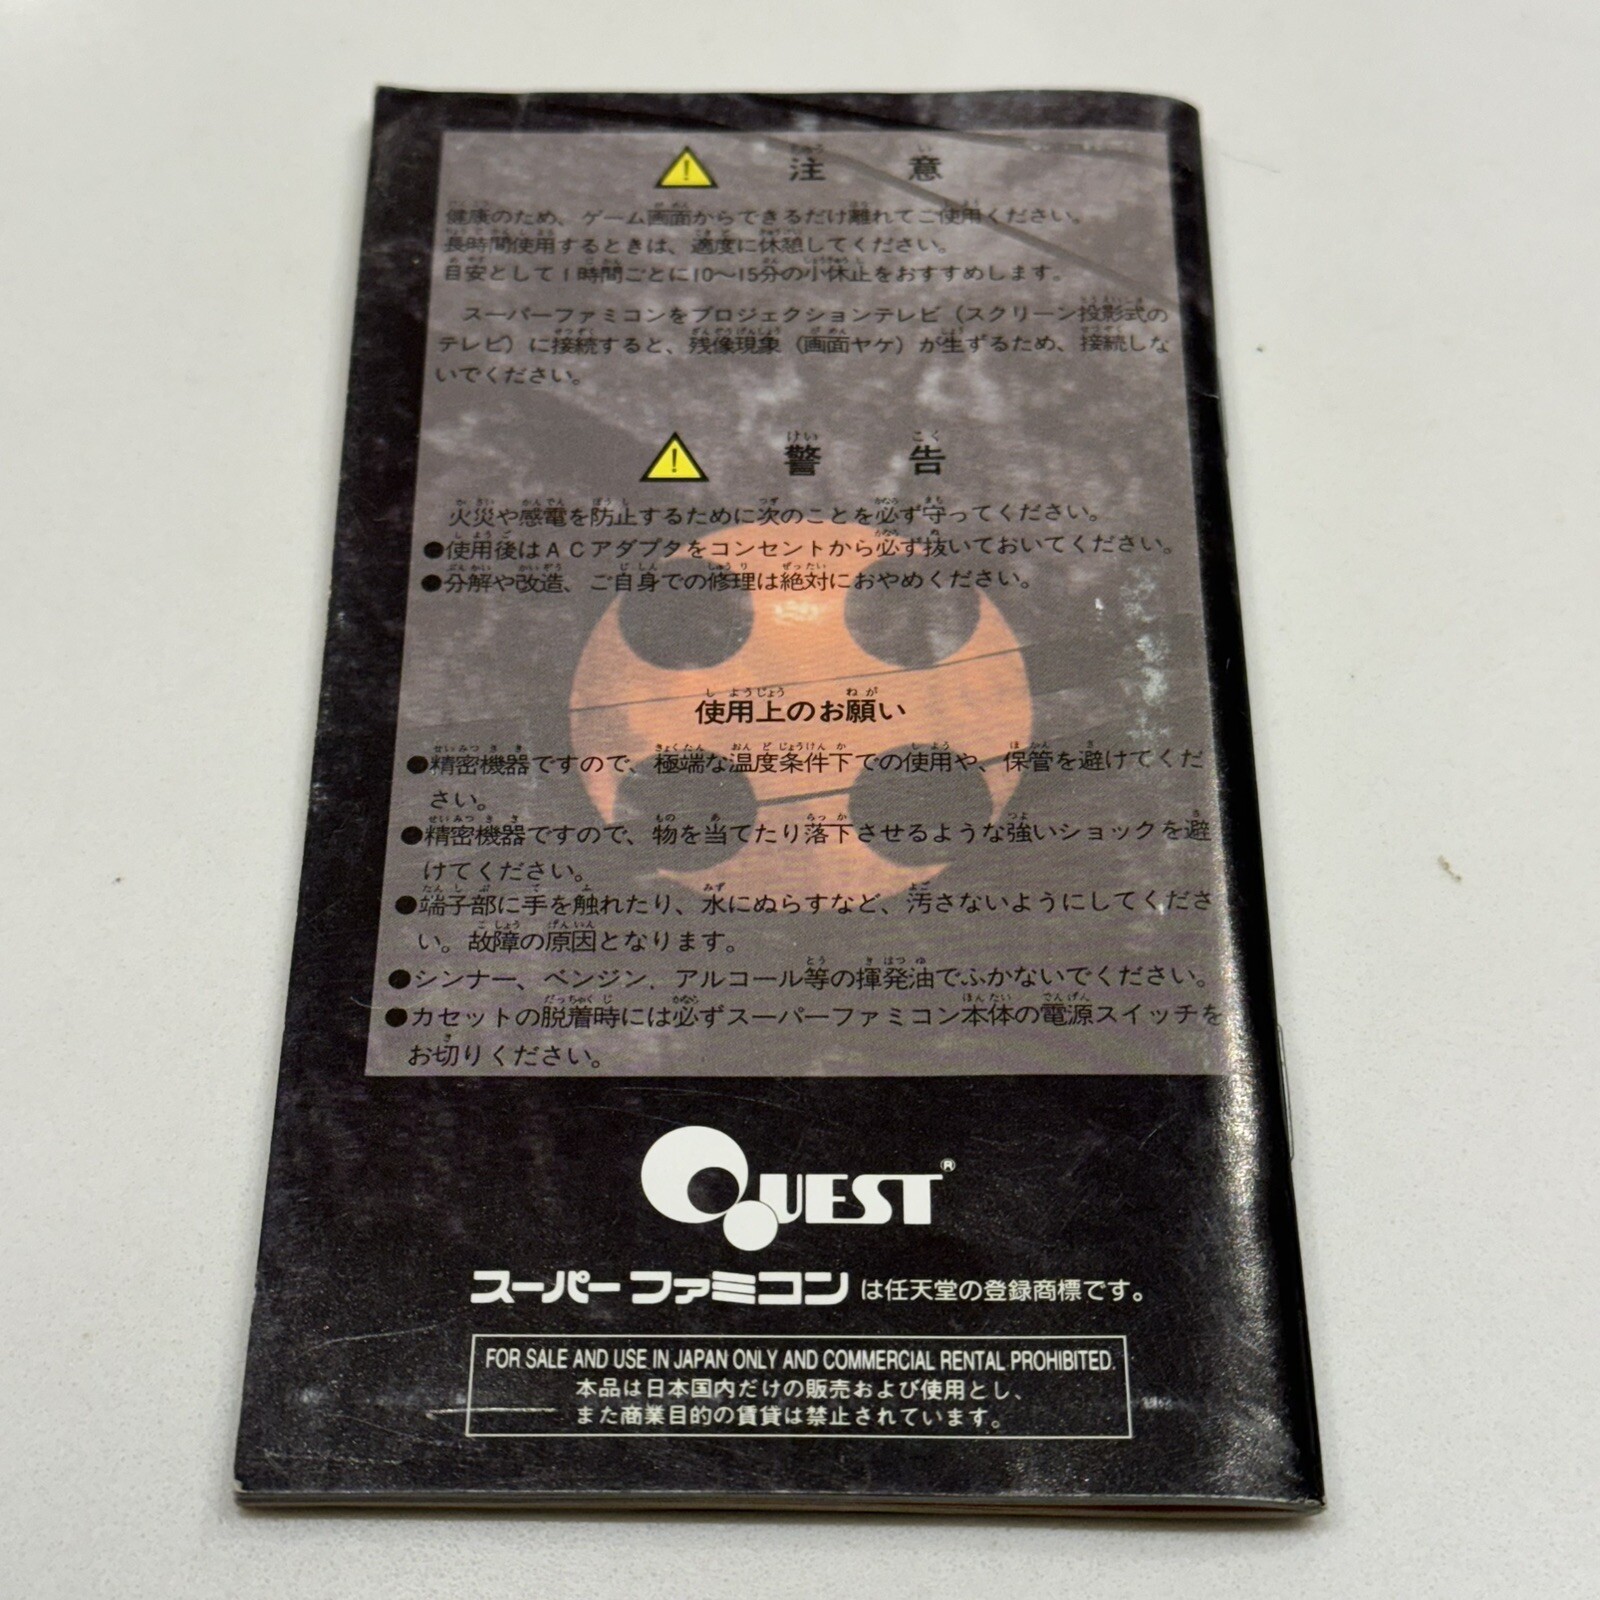 注意
健康のため、ゲーム画面からできるだけ離れてご使用ください。
長時間使用するときは、適度に休憩してください。
目安として1時間ごとに10〜15分の小休止をおすすめします。
スーパーファミコンをプロジェクションテレビ（スクリーン投影式の
テレビ）に接続すると、残像現象（画面ヤケ）が生ずるため、接続しな
いでください。
警告
火災や感電を防止するために次のことを必ず守ってください。
●使用後はACアダプタをコンセントから必ず抜いておいてください。
●分解や改造、ご自身での修理は絶対におやめください。
使用上のお願い
●精密機器ですので、極端な温度条件下での使用や、保管を避けてくだ
さい。
●精密機器ですので、物を当てたり落下させるような強いショックを避
けてください。
●端子部に手を触れたり、水にぬらすなど、汚さないようにしてくださ
い。故障の原因となります。
●シンナー、ベンジン、アルコール等の揮発油でふかないでください。
●カセットの脱着時には必ずスーパーファミコン本体の電源スイッチを
お切りください。
QUEST®
スーパーファミコンは任天堂の登録商標です。
FOR SALE AND USE IN JAPAN ONLY AND COMMERCIAL RENTAL PROHIBITED.
本品は日本国内だけの販売および使用とし、
また商業目的の賃貸は禁止されています。